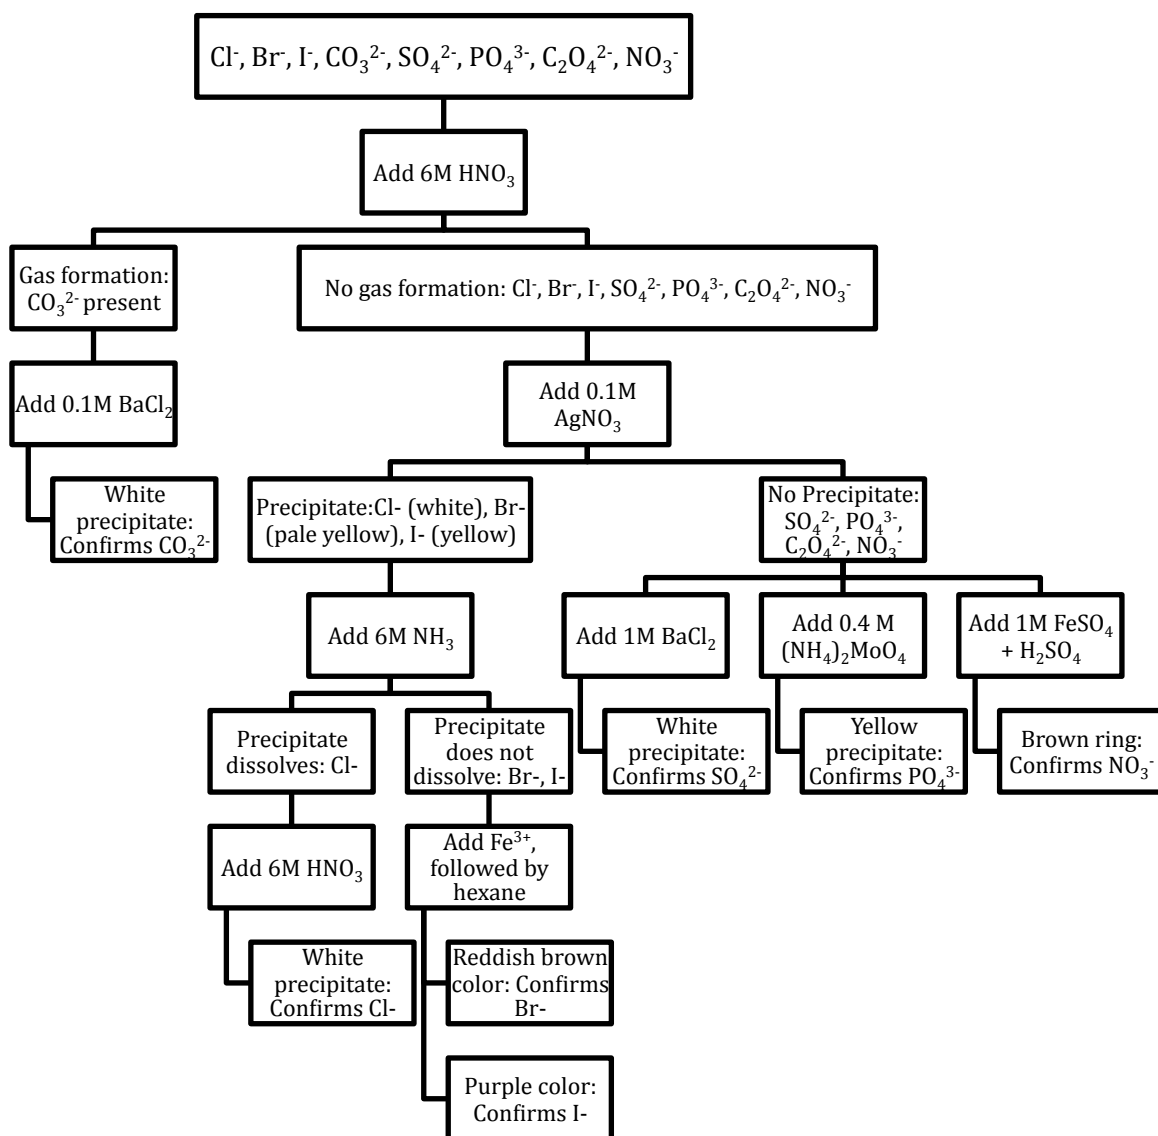 Cl⁻, Br⁻, I⁻, CO₃²⁻, SO₄²⁻, PO₄³⁻, C₂O₄²⁻, NO₃⁻
Add 6M HNO₃
Gas formation:
CO₃²⁻ present
No gas formation: Cl⁻, Br⁻, I⁻, SO₄²⁻, PO₄³⁻, C₂O₄²⁻, NO₃⁻
Add 0.1M BaCl₂
Add 0.1M
AgNO₃
White
precipitate:
Confirms CO₃²⁻
Precipitate:Cl- (white), Br-
(pale yellow), I- (yellow)
No Precipitate:
SO₄²⁻, PO₄³⁻,
C₂O₄²⁻, NO₃⁻
Add 6M NH₃
Add 1M BaCl₂
Add 0.4 M
(NH₄)₂MoO₄
Add 1M FeSO₄
+ H₂SO₄
Precipitate
dissolves: Cl-
Precipitate
does not
dissolve: Br-, I-
White
precipitate:
Confirms SO₄²⁻
Yellow
precipitate:
Confirms PO₄³⁻
Brown ring:
Confirms NO₃⁻
Add 6M HNO₃
Add Fe³⁺,
followed by
hexane
White
precipitate:
Confirms Cl-
Reddish brown
color: Confirms
Br-
Purple color:
Confirms I-